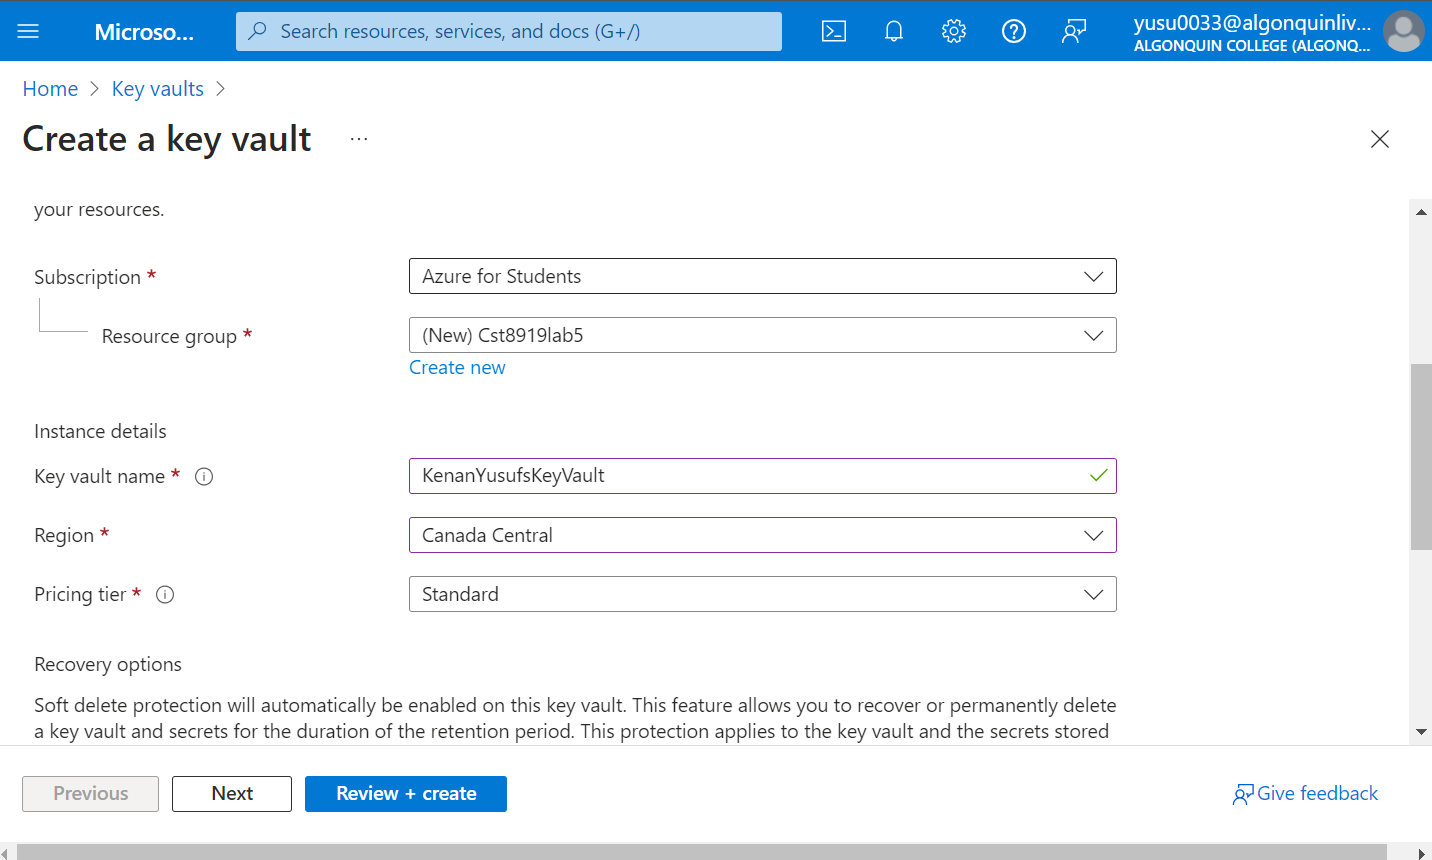 Microso...
Search resources, services, and docs (G+/)
yusu0033@algonquinliv...
ALGONQUIN COLLEGE (ALGONQ...
Home > Key vaults >
Create a key vault ...
your resources.
Subscription * Azure for Students
Resource group * (New) Cst8919lab5
Create new
Instance details
Key vault name * KenanYusufsKeyVault
Region * Canada Central
Pricing tier * Standard
Recovery options
Soft delete protection will automatically be enabled on this key vault. This feature allows you to recover or permanently delete
a key vault and secrets for the duration of the retention period. This protection applies to the key vault and the secrets stored
Previous Next Review + create Give feedback